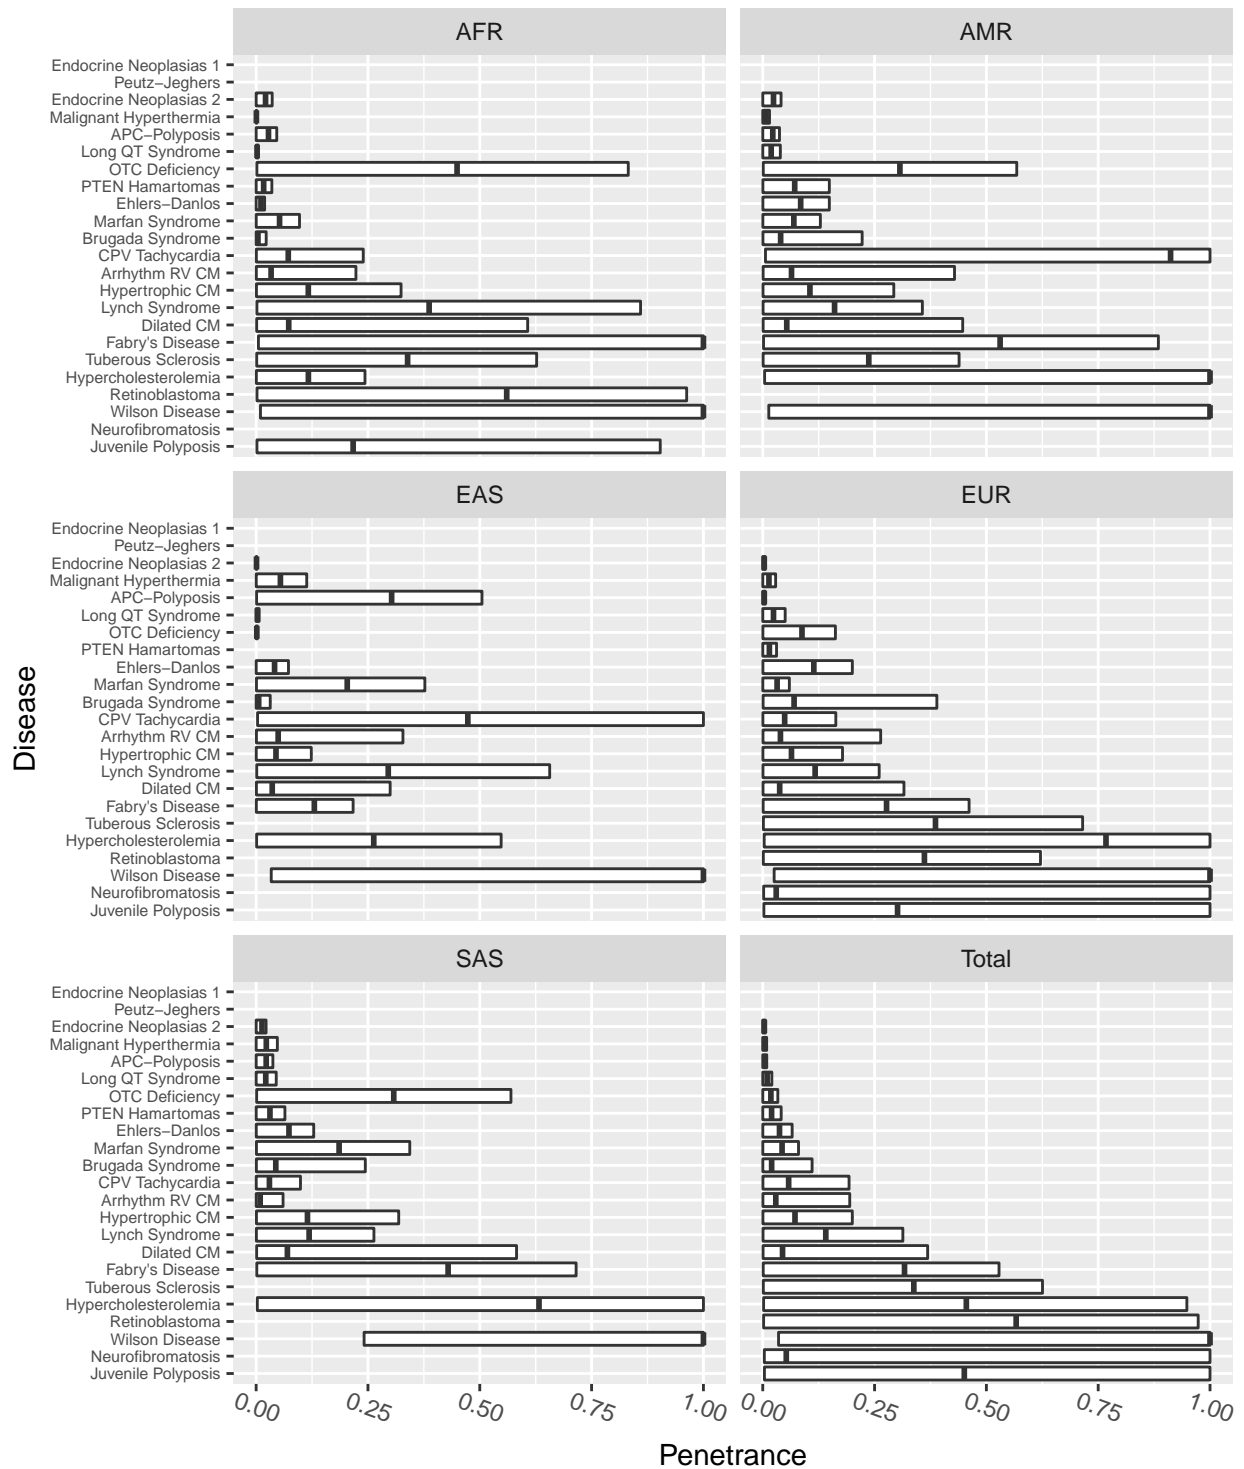 AFR
AMR
Endocrine Neoplasias 1
Peutz−Jeghers
Endocrine Neoplasias 2
Malignant Hyperthermia
APC−Polyposis
Long QT Syndrome
OTC Deficiency
PTEN Hamartomas
Ehlers−Danlos
Marfan Syndrome
Brugada Syndrome
CPV Tachycardia
Arrhythm RV CM
Hypertrophic CM
Lynch Syndrome
Dilated CM
Fabry's Disease
Tuberous Sclerosis
Hypercholesterolemia
Retinoblastoma
Wilson Disease
Neurofibromatosis
Juvenile Polyposis
EAS
EUR
Endocrine Neoplasias 1
Peutz−Jeghers
Endocrine Neoplasias 2
Malignant Hyperthermia
APC−Polyposis
Long QT Syndrome
OTC Deficiency
PTEN Hamartomas
Ehlers−Danlos
Marfan Syndrome
Brugada Syndrome
CPV Tachycardia
Arrhythm RV CM
Hypertrophic CM
Lynch Syndrome
Dilated CM
Fabry's Disease
Tuberous Sclerosis
Hypercholesterolemia
Retinoblastoma
Wilson Disease
Neurofibromatosis
Juvenile Polyposis
Disease
SAS
Total
Endocrine Neoplasias 1
Peutz−Jeghers
Endocrine Neoplasias 2
Malignant Hyperthermia
APC−Polyposis
Long QT Syndrome
OTC Deficiency
PTEN Hamartomas
Ehlers−Danlos
Marfan Syndrome
Brugada Syndrome
CPV Tachycardia
Arrhythm RV CM
Hypertrophic CM
Lynch Syndrome
Dilated CM
Fabry's Disease
Tuberous Sclerosis
Hypercholesterolemia
Retinoblastoma
Wilson Disease
Neurofibromatosis
Juvenile Polyposis
0.00 0.25 0.50 0.75 1.00
0.00 0.25 0.50 0.75 1.00
Penetrance